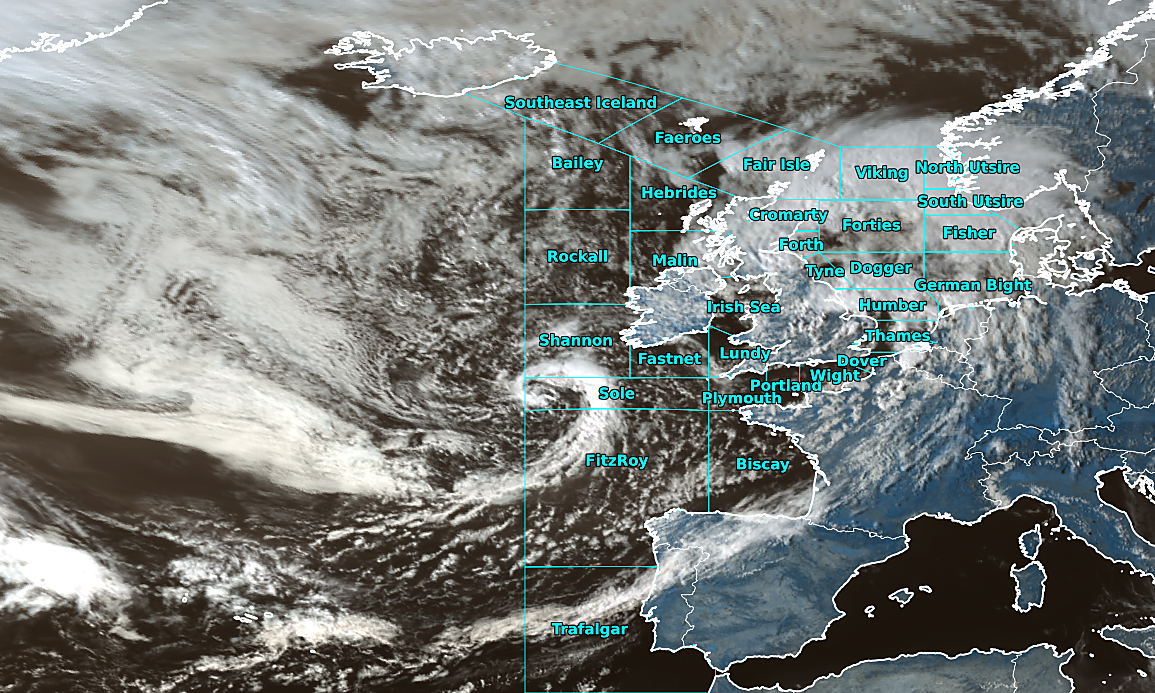 Southeast Iceland
Faeroes
Bailey
Fair Isle
Viking
North Utsire
Hebrides
South Utsire
Cromarty
Forties
Fisher
Forth
Rockall
Malin
Tyne
Dogger
German Bight
Irish Sea
Humber
Shannon
Thames
Fastnet
Lundy
Dover
Wight
Portland
Sole
Plymouth
FitzRoy
Biscay
Trafalgar